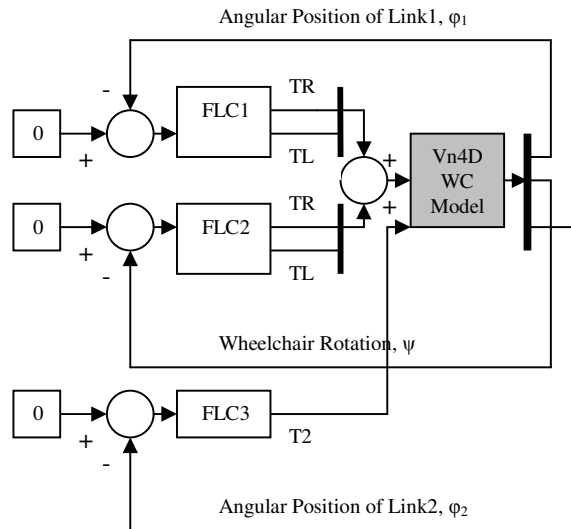 Angular Position of Link1, φ1
-
0
+
FLC1
TR
TL
+
+
Vn4D
WC
Model
0
+
-
FLC2
TR
TL
Wheelchair Rotation, ψ
0
+
-
FLC3
T2
Angular Position of Link2, φ2